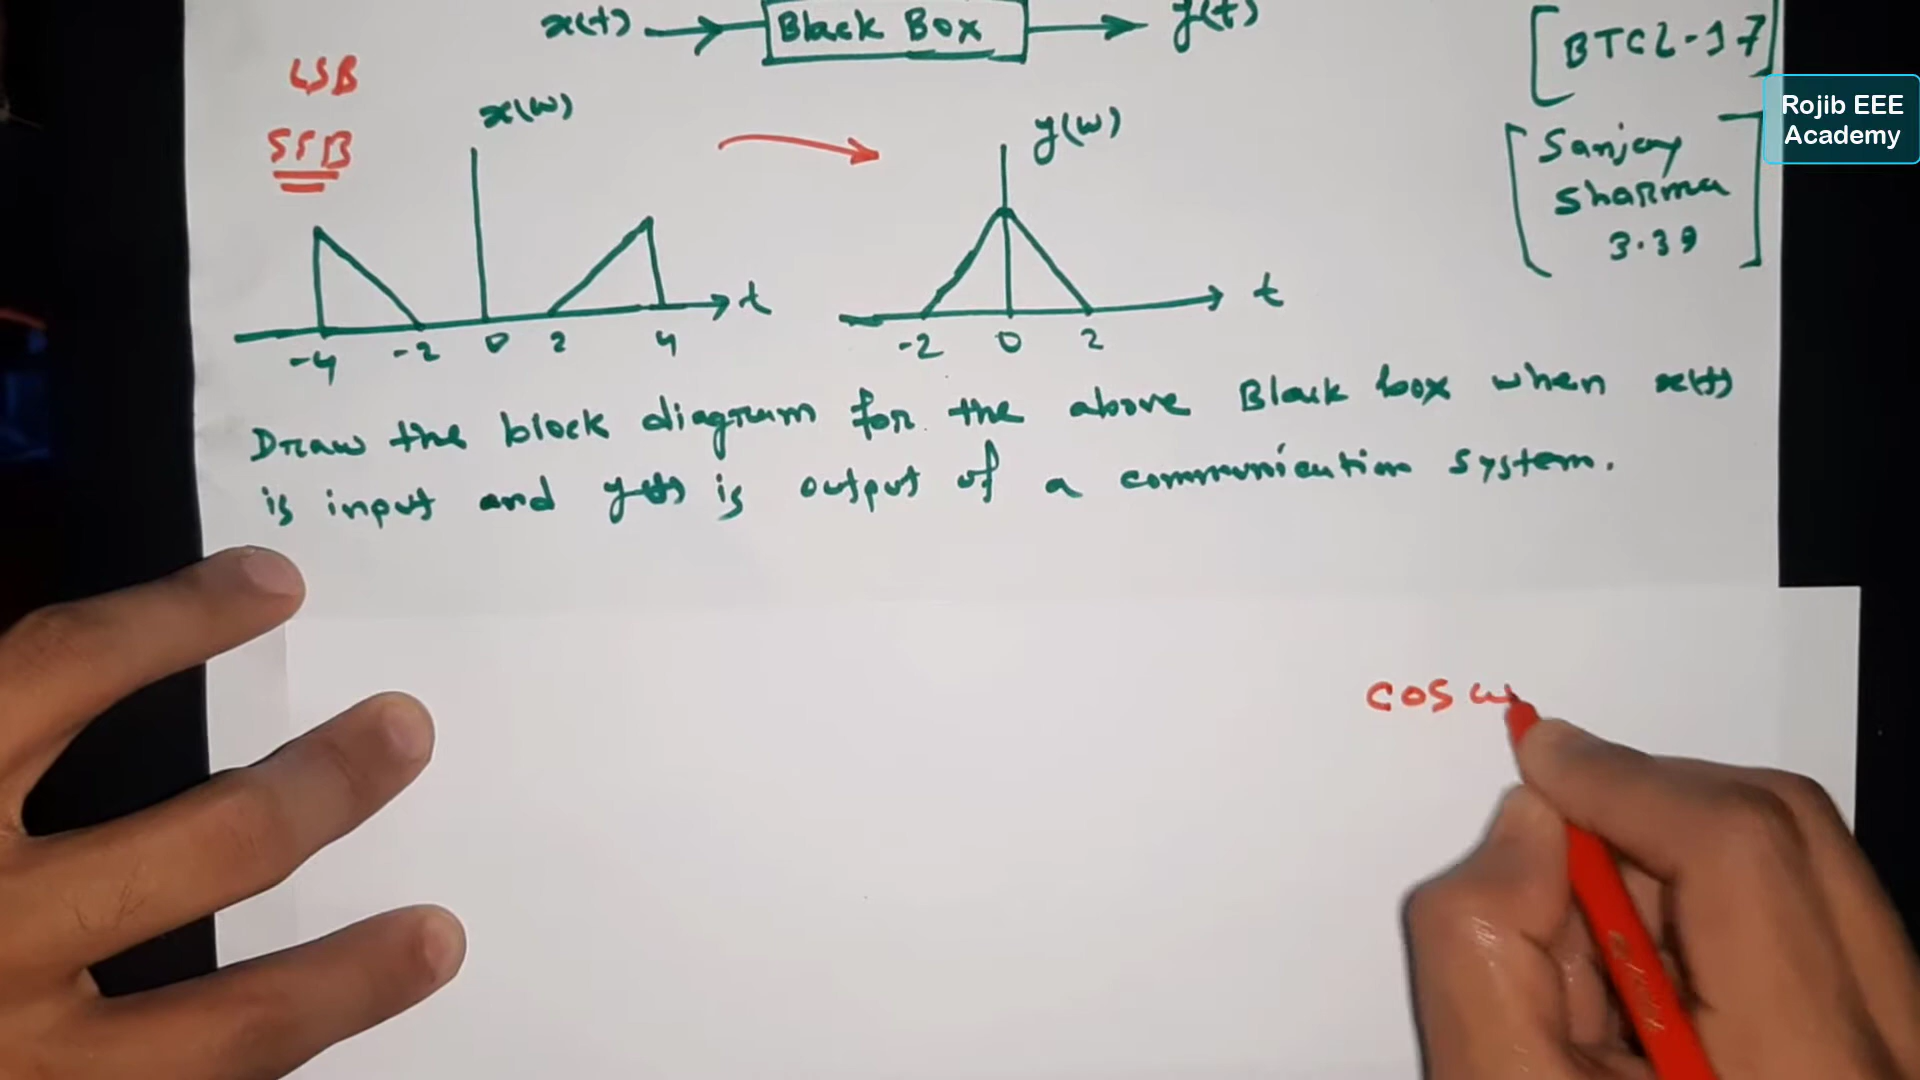 x(t) Black Box y(t)
[BTCL-17]
Rojib EEE
Academy
LSB
SSB
x(w)
y(w)
[Sanjay
Sharma
3.39]
t
t
-4 -2 0 2 4
-2 0 2
Draw the block diagram for the above Black box when x(t)
is input and y(t) is output of a communication system.
cos w